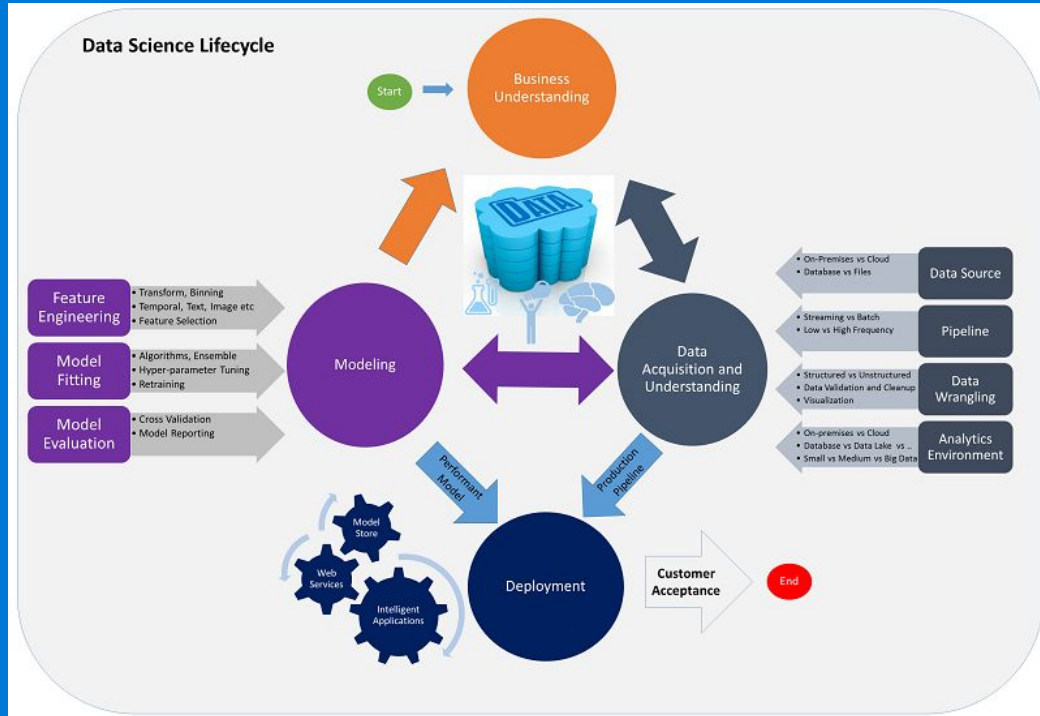 Data Science Lifecycle
Start
Business
Understanding
DATA
Feature
Engineering
• Transform, Binning
• Temporal, Text, Image etc
• Feature Selection
Model
Fitting
• Algorithms, Ensemble
• Hyper-parameter Tuning
• Retraining
Model
Evaluation
• Cross Validation
• Model Reporting
Modeling
Data
Acquisition and
Understanding
• On-Premises vs Cloud
• Database vs Files
Data Source
• Streaming vs Batch
• Low vs High Frequency
Pipeline
• Structured vs Unstructured
• Data Validation and Cleanup
• Visualization
Data
Wrangling
• On-premises vs Cloud
• Database vs Data Lake vs ..
• Small vs Medium vs Big Data
Analytics
Environment
Performant
Model
Production
Pipeline
Model
Store
Web
Services
Intelligent
Applications
Deployment
Customer
Acceptance
End